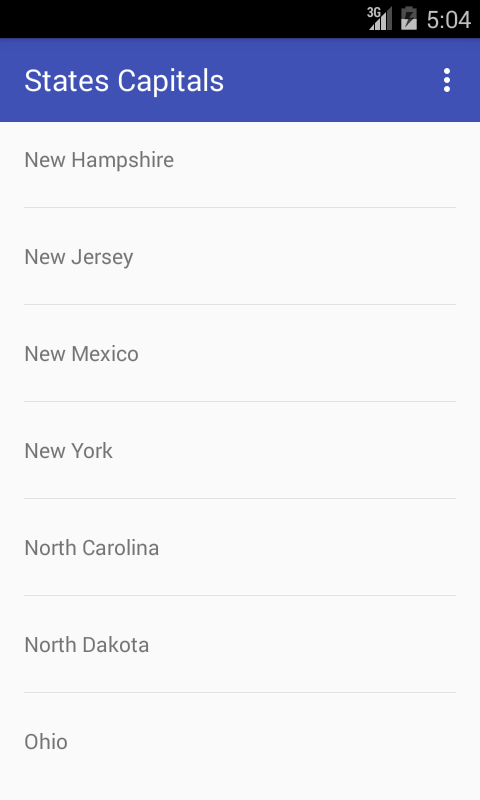 3G 5:04
States Capitals
New Hampshire
New Jersey
New Mexico
New York
North Carolina
North Dakota
Ohio